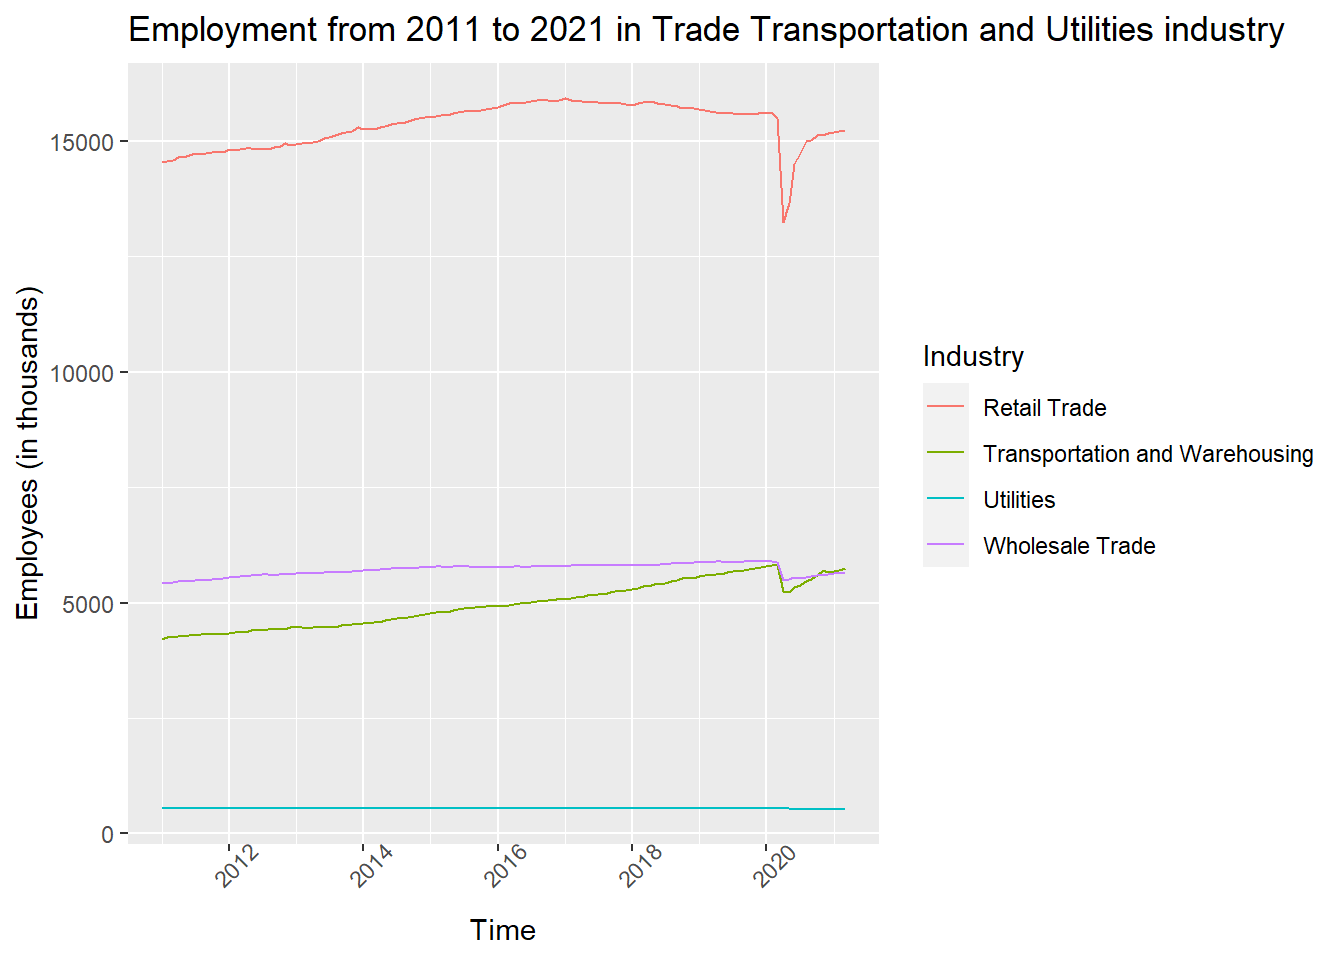 Employment from 2011 to 2021 in Trade Transportation and Utilities industry
Employees (in thousands)
15000
10000
5000
0
2012
2014
2016
2018
2020
Time
Industry
Retail Trade
Transportation and Warehousing
Utilities
Wholesale Trade